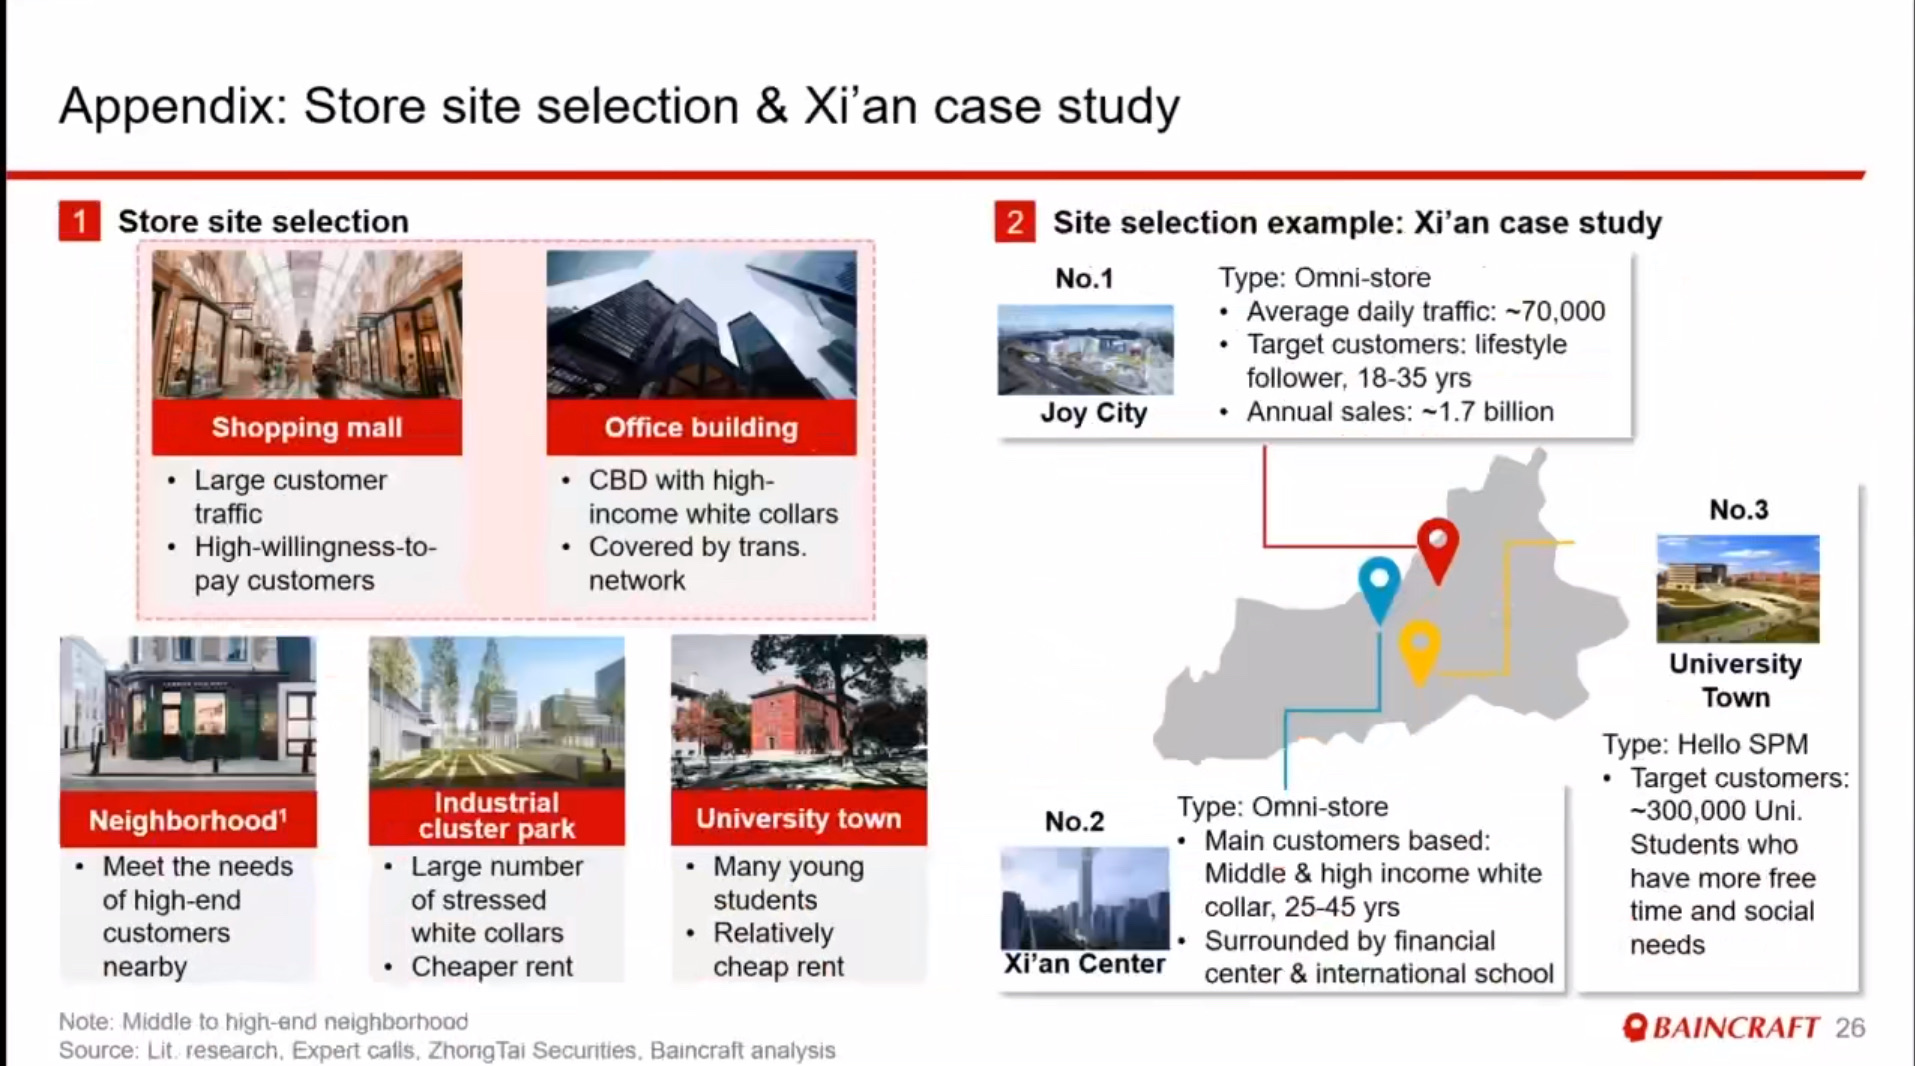 Appendix: Store site selection & Xi’an case study
1 Store site selection
Shopping mall
• Large customer
traffic
• High-willingness-to-
pay customers
Office building
• CBD with high-
income white collars
• Covered by trans.
network
Neighborhood¹
• Meet the needs
of high-end
customers
nearby
Industrial
cluster park
• Large number
of stressed
white collars
• Cheaper rent
University town
• Many young
students
• Relatively
cheap rent
2 Site selection example: Xi’an case study
No.1
Joy City
Type: Omni-store
• Average daily traffic: ~70,000
• Target customers: lifestyle
follower, 18-35 yrs
• Annual sales: ~1.7 billion
No.2
Xi’an Center
Type: Omni-store
• Main customers based:
Middle & high income white
collar, 25-45 yrs
• Surrounded by financial
center & international school
No.3
University
Town
Type: Hello SPM
• Target customers:
~300,000 Uni.
Students who
have more free
time and social
needs
Note: Middle to high-end neighborhood
Source: Lit. research, Expert calls, ZhongTai Securities, Baincraft analysis
BAINCRAFT 26